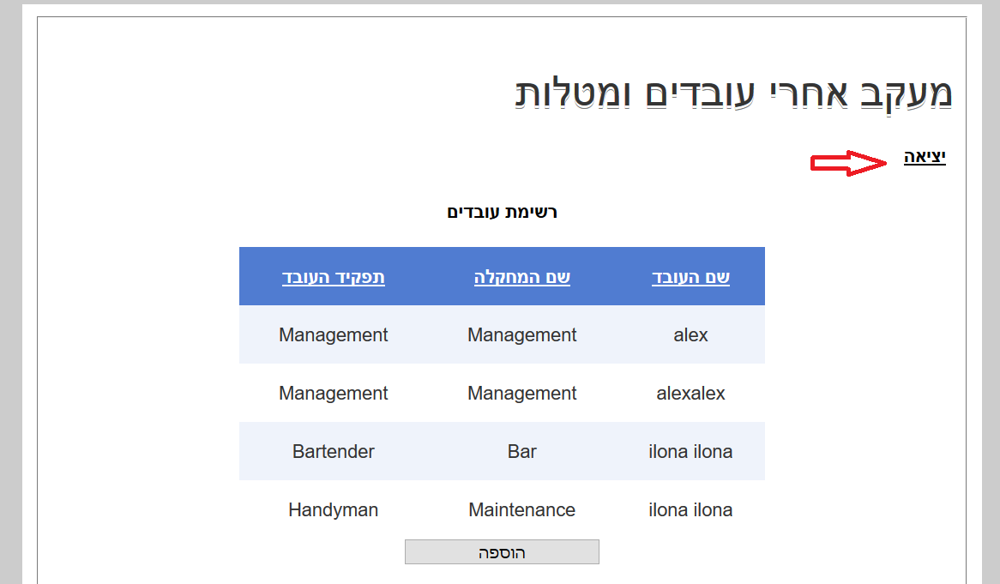 מעקב אחרי עובדים ומטלות
יציאה
רשימת עובדים
שם העובד שם המחקלה תפקיד העובד
alex Management Management
alexalex Management Management
ilona ilona Bar Bartender
ilona ilona Maintenance Handyman
הוספה